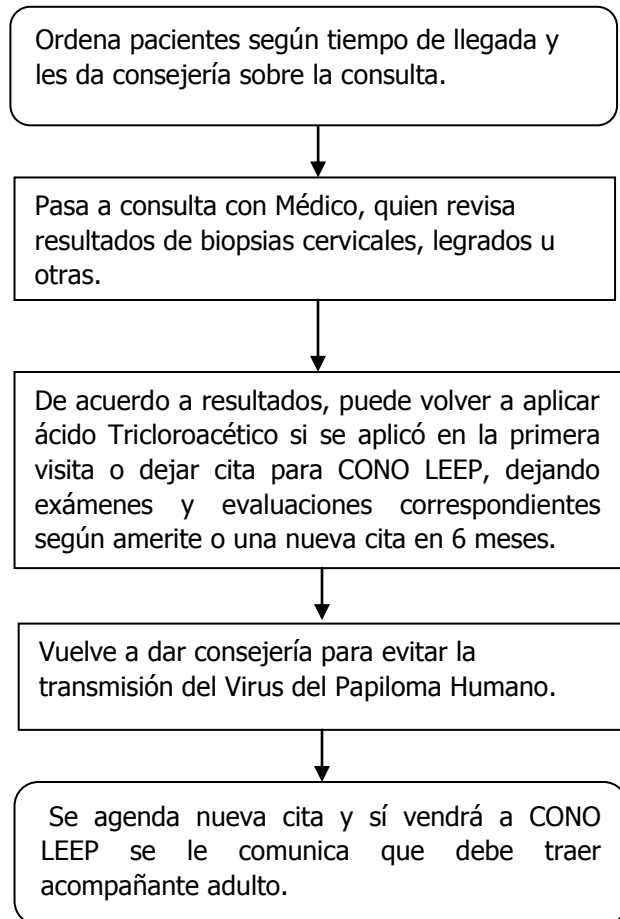 Ordena pacientes según tiempo de llegada y
les da consejería sobre la consulta.
Pasa a consulta con Médico, quien revisa
resultados de biopsias cervicales, legrados u
otras.
De acuerdo a resultados, puede volver a aplicar
ácido Tricloroacético si se aplicó en la primera
visita o dejar cita para CONO LEEP, dejando
exámenes y evaluaciones correspondientes
según amerite o una nueva cita en 6 meses.
Vuelve a dar consejería para evitar la
transmisión del Virus del Papiloma Humano.
Se agenda nueva cita y sí vendrá a CONO
LEEP se le comunica que debe traer
acompañante adulto.